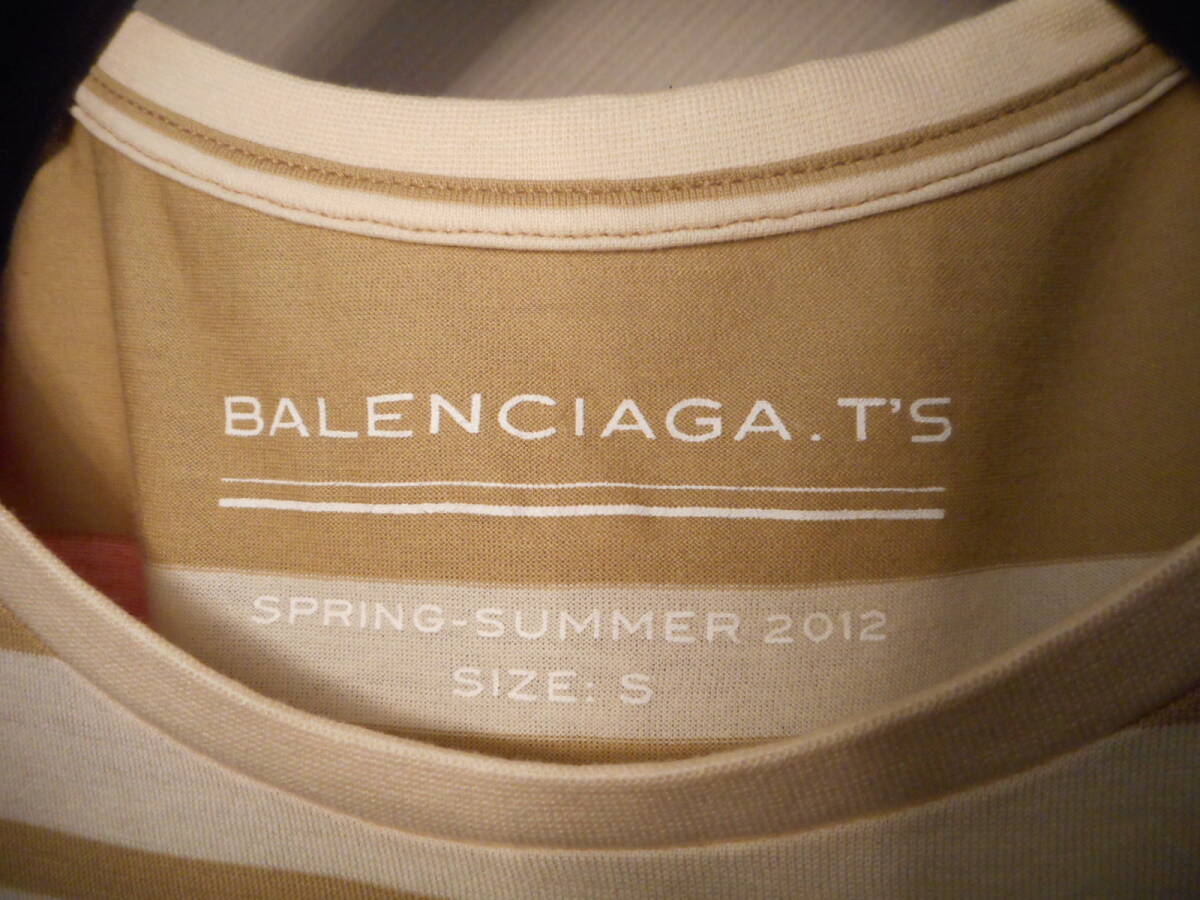 BALENCIAGA.T'S
SPRING-SUMMER 2012
SIZE: S